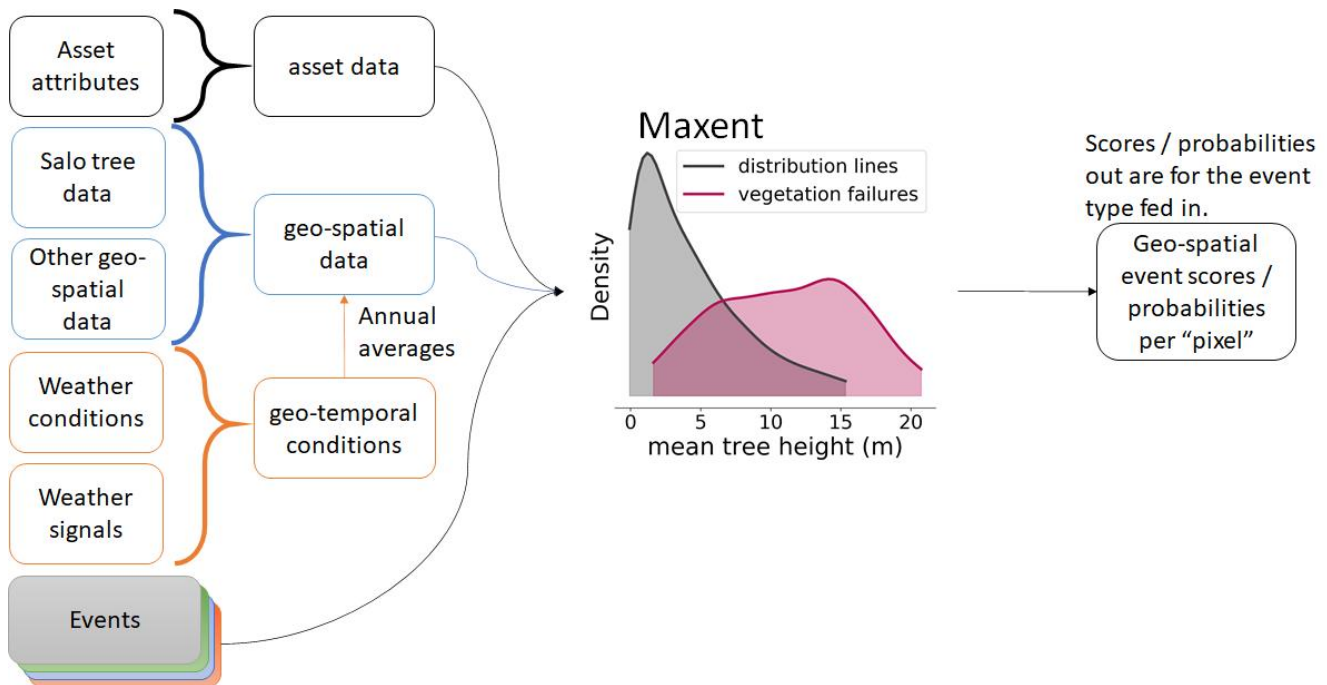 Asset
attributes
asset data
Salo tree
data
Other geo-
spatial
data
geo-spatial
data
Annual
averages
Weather
conditions
geo-temporal
conditions
Weather
signals
Events
Maxent
distribution lines
vegetation failures
Density
0 5 10 15 20
mean tree height (m)
Scores / probabilities
out are for the event
type fed in.
Geo-spatial
event scores /
probabilities
per “pixel”